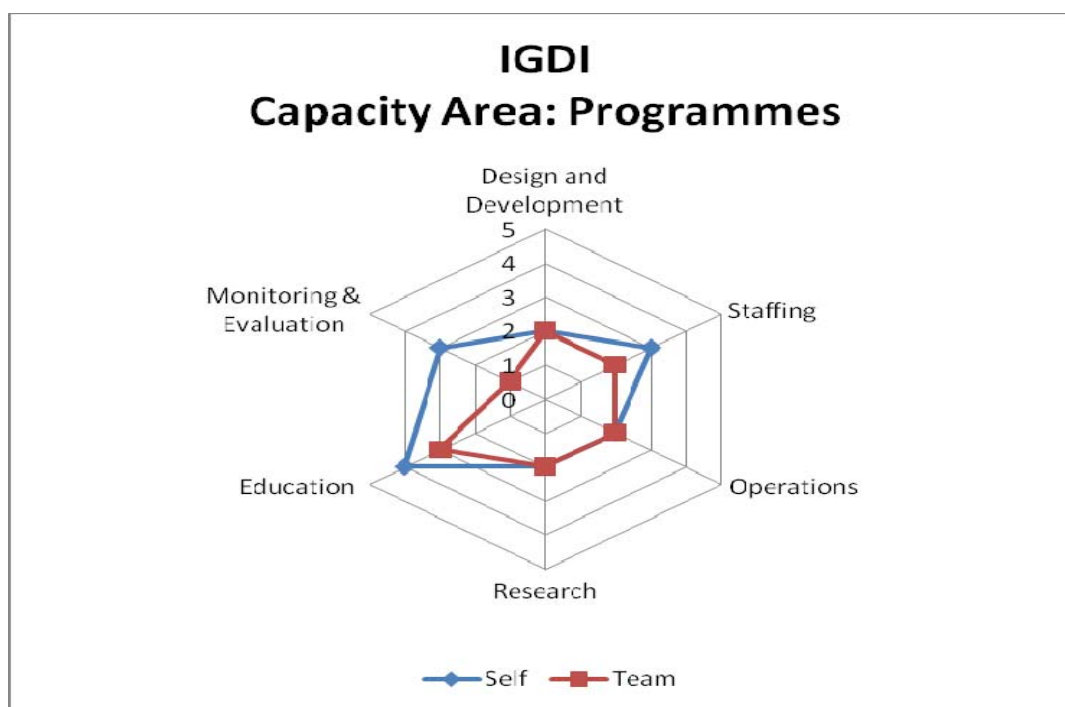 IGDI
Capacity Area: Programmes
Design and
Development
5
4
3
2
1
0
Monitoring &
Evaluation
Staffing
Education
Operations
Research
Self
Team